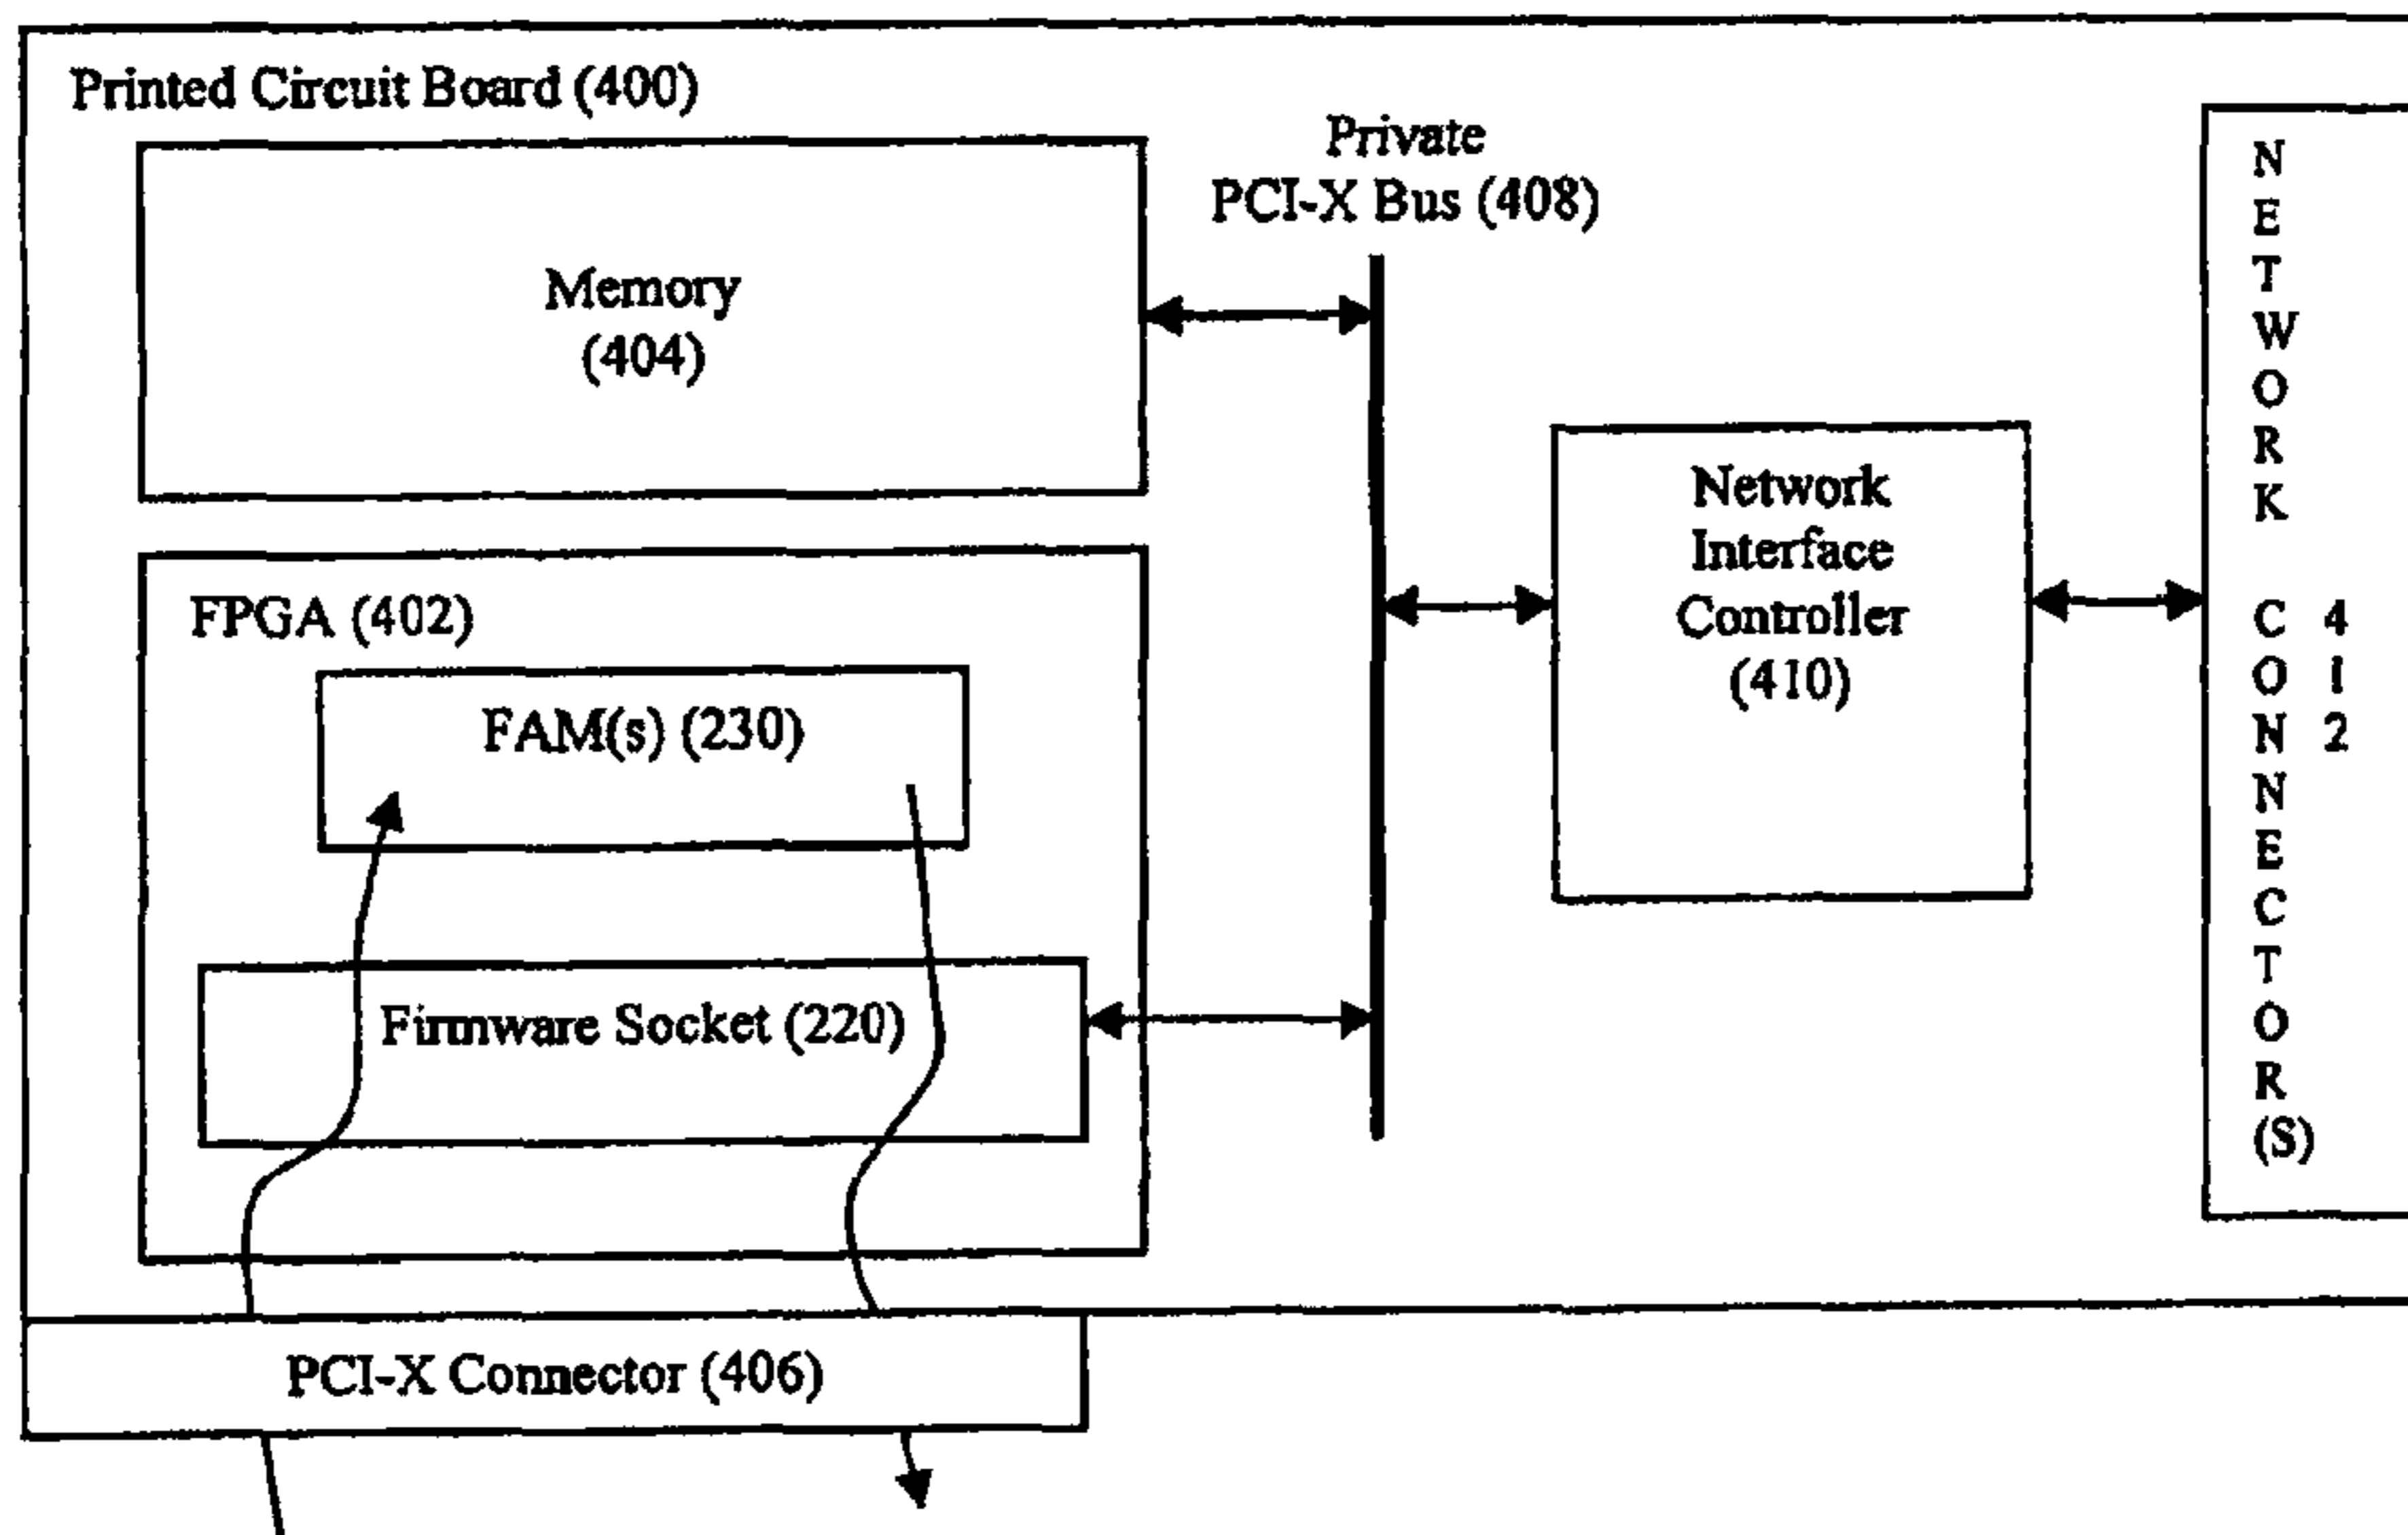 Printed Circuit Board (400)
Memory
(404)
Private
PCI-X Bus (408)
Network
Interface
Controller
(410)
NETWORK CONNECTOR(S)
412
FPGA (402)
FAM(s) (230)
Firmware Socket (220)
PCI-X Connector (406)